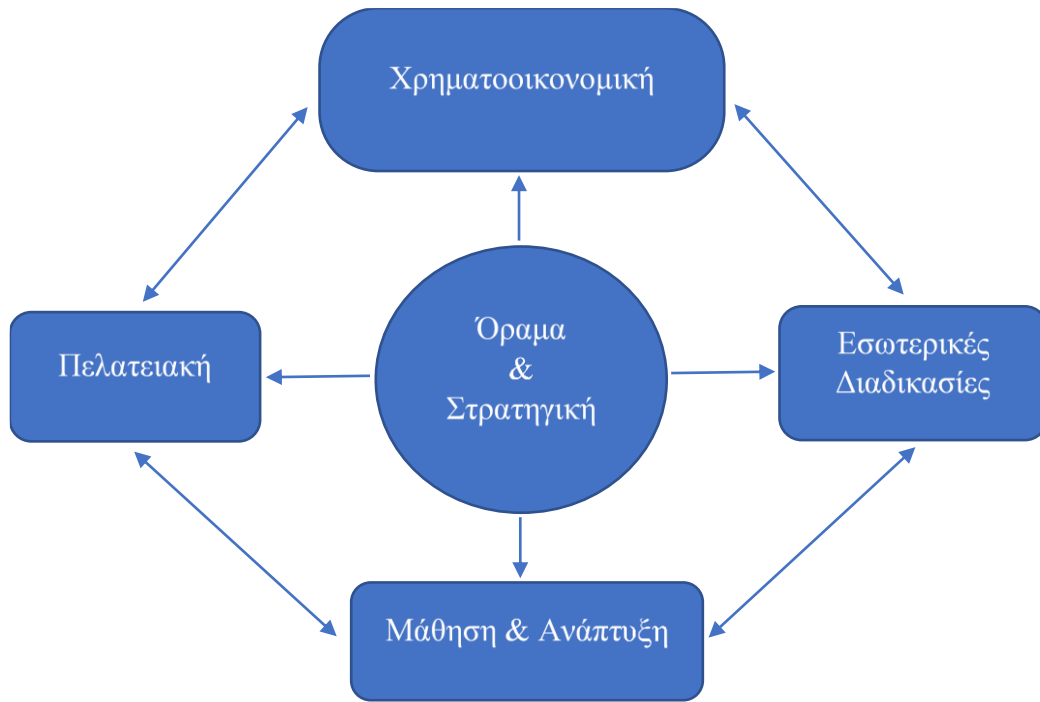 Χρηματοοικονομική
Όραμα
&
Στρατηγική
Πελατειακή
Εσωτερικές
Διαδικασίες
Μάθηση & Ανάπτυξη